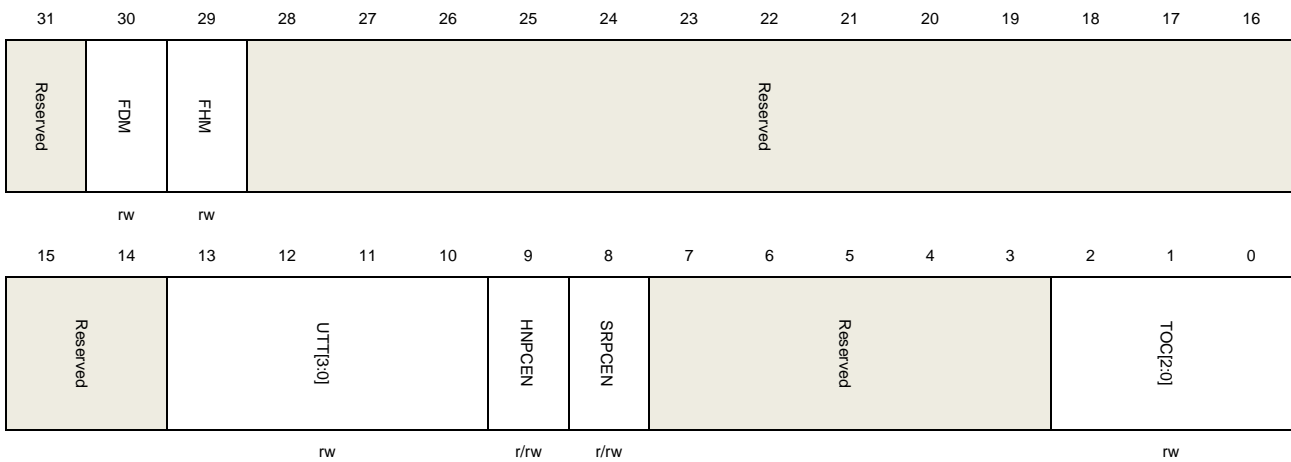 31 30 29 28 27 26 25 24 23 22 21 20 19 18 17 16
Reserved FDM FHM Reserved
rw rw
15 14 13 12 11 10 9 8 7 6 5 4 3 2 1 0
Reserved UTT[3:0] HNPCEN SRPCEN Reserved TOC[2:0]
rw r/rw r/rw rw